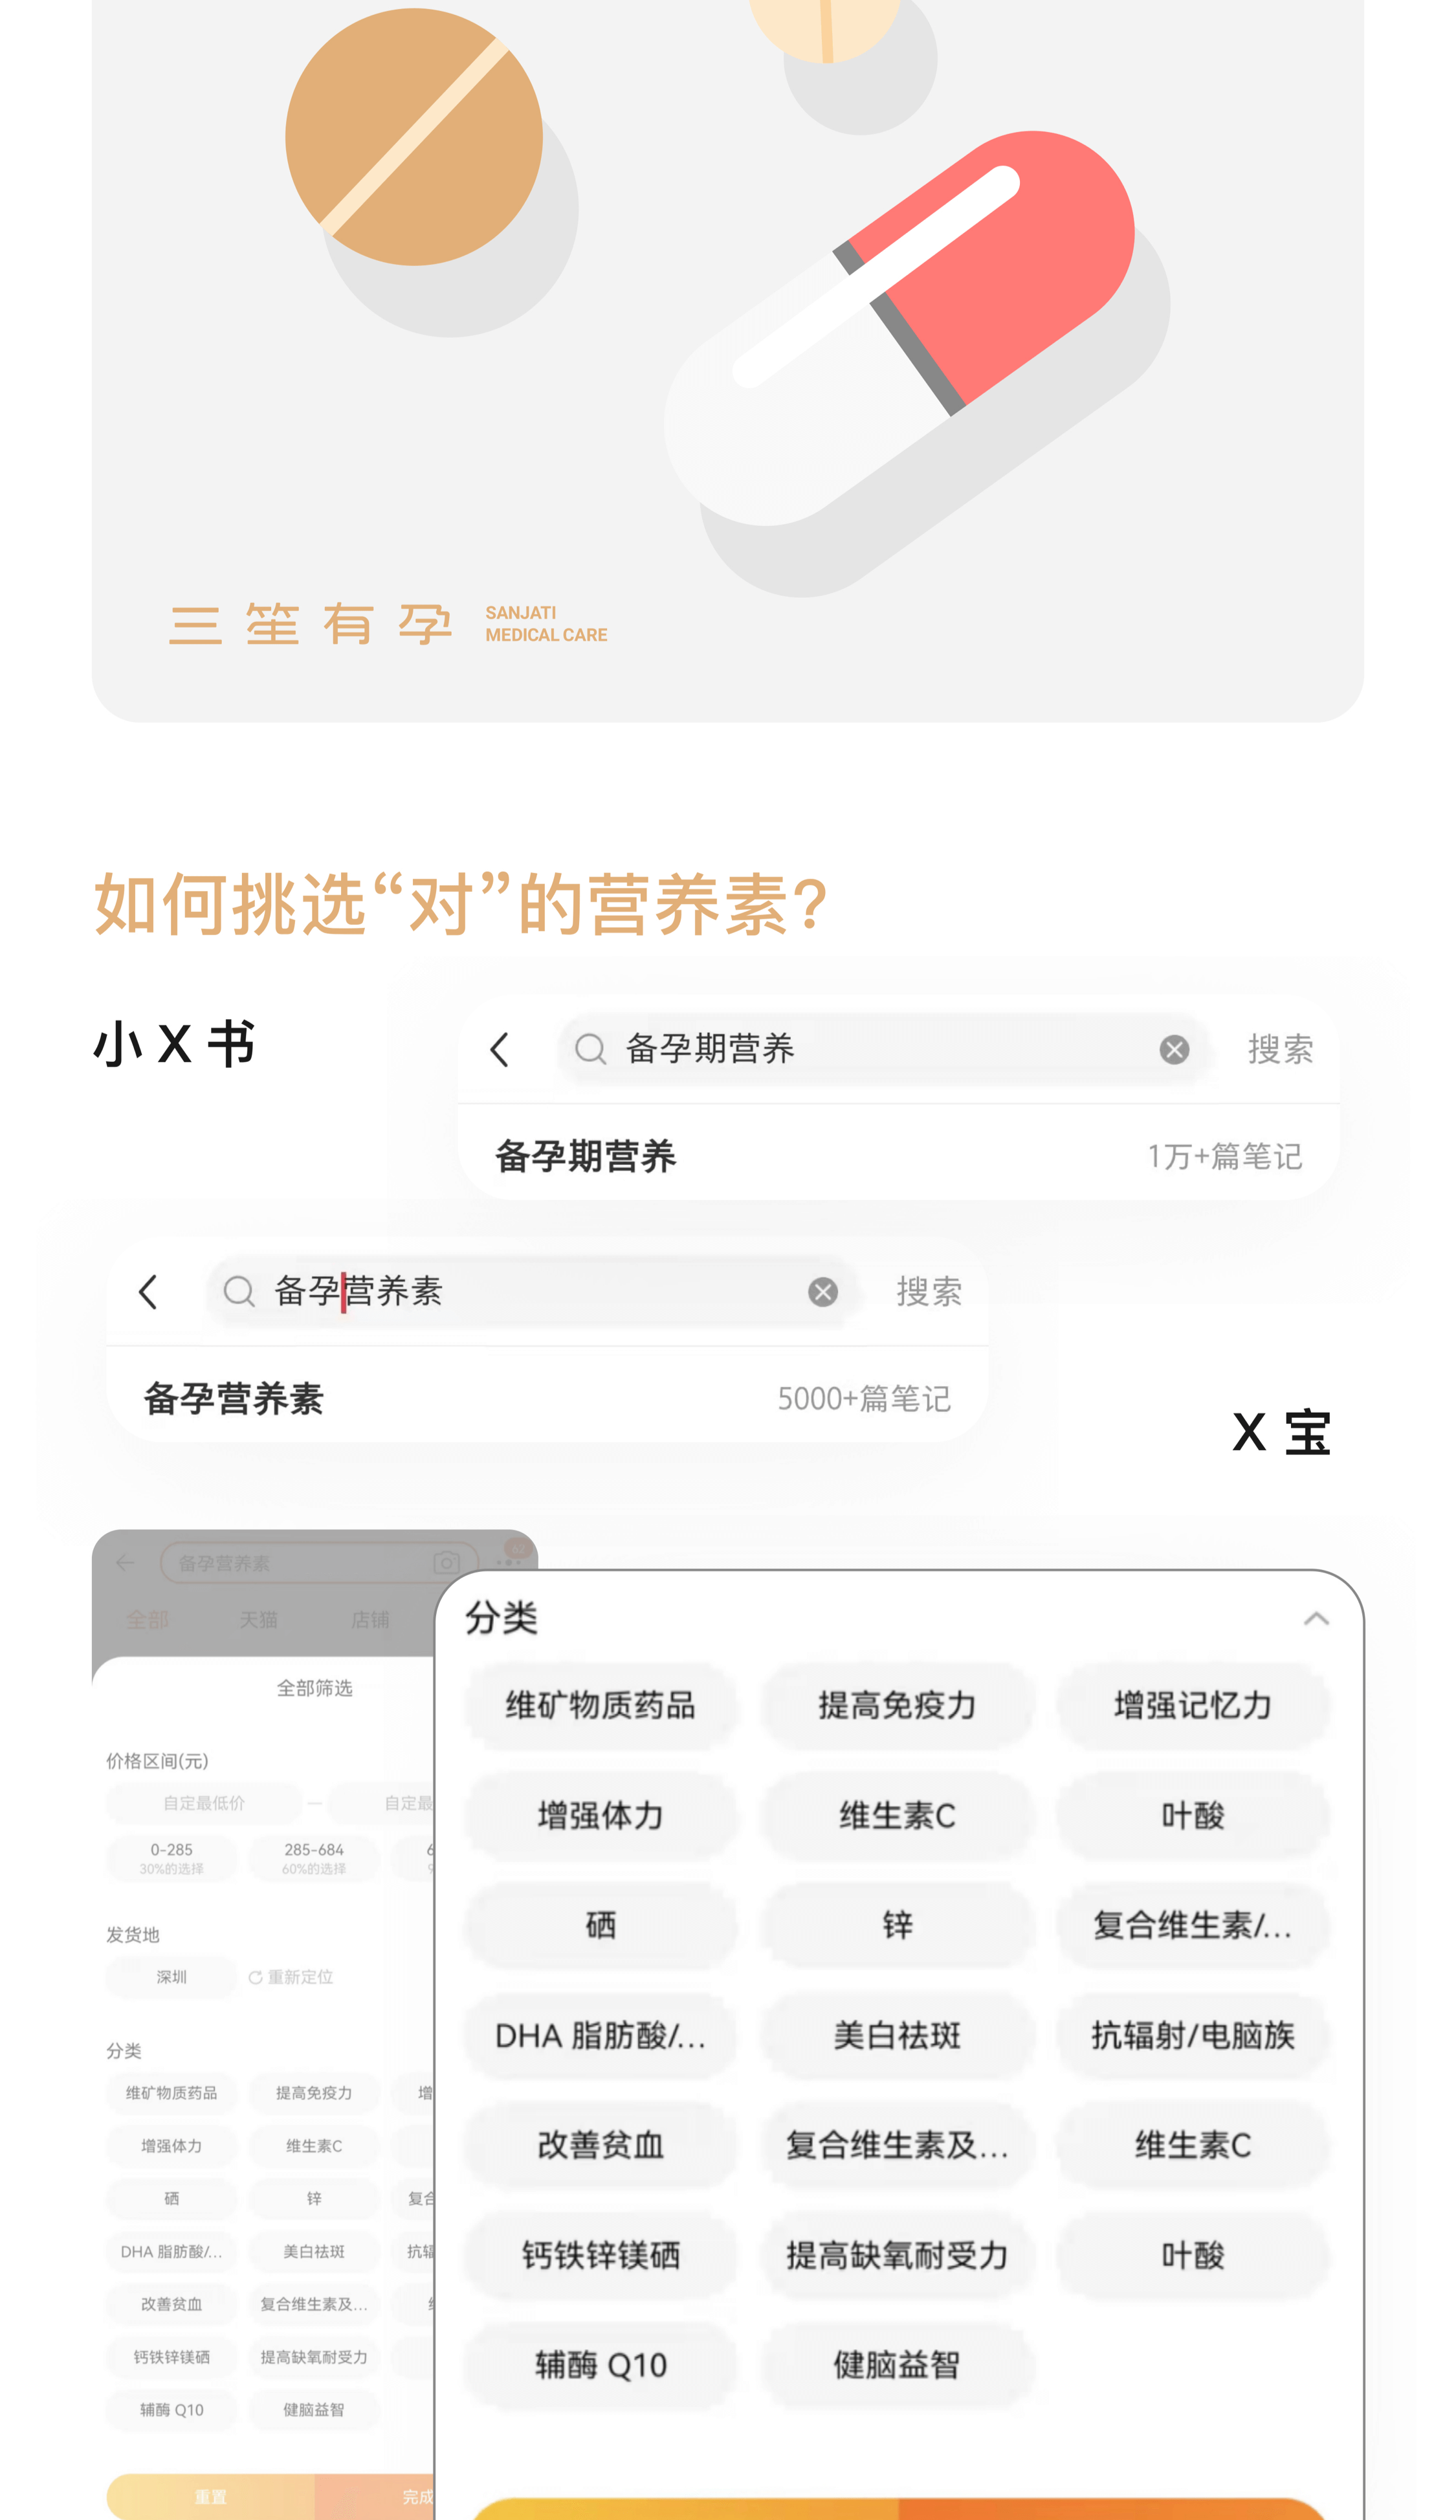 三笙有孕
SANJATI
MEDICAL CARE
如何挑选“对”的营养素?
小 X 书
备孕期营养
搜索
备孕期营养
1万+篇笔记
备孕营养素
搜索
备孕营养素
5000+篇笔记
X 宝
备孕营养素
62
全部 天猫 店铺
全部筛选
价格区间(元)
自定最低价 — 自定最
0-285 285-684 6
30%的选择 60%的选择 9
发货地
深圳 重新定位
分类
维矿物质药品 提高免疫力 增
增强体力 维生素C
硒 锌 复合
DHA 脂肪酸/... 美白祛斑 抗辐
改善贫血 复合维生素及...
钙铁锌镁硒 提高缺氧耐受力
辅酶 Q10 健脑益智
重置 完成
分类
维矿物质药品 提高免疫力 增强记忆力
增强体力 维生素C 叶酸
硒 锌 复合维生素/...
DHA 脂肪酸/... 美白祛斑 抗辐射/电脑族
改善贫血 复合维生素及... 维生素C
钙铁锌镁硒 提高缺氧耐受力 叶酸
辅酶 Q10 健脑益智